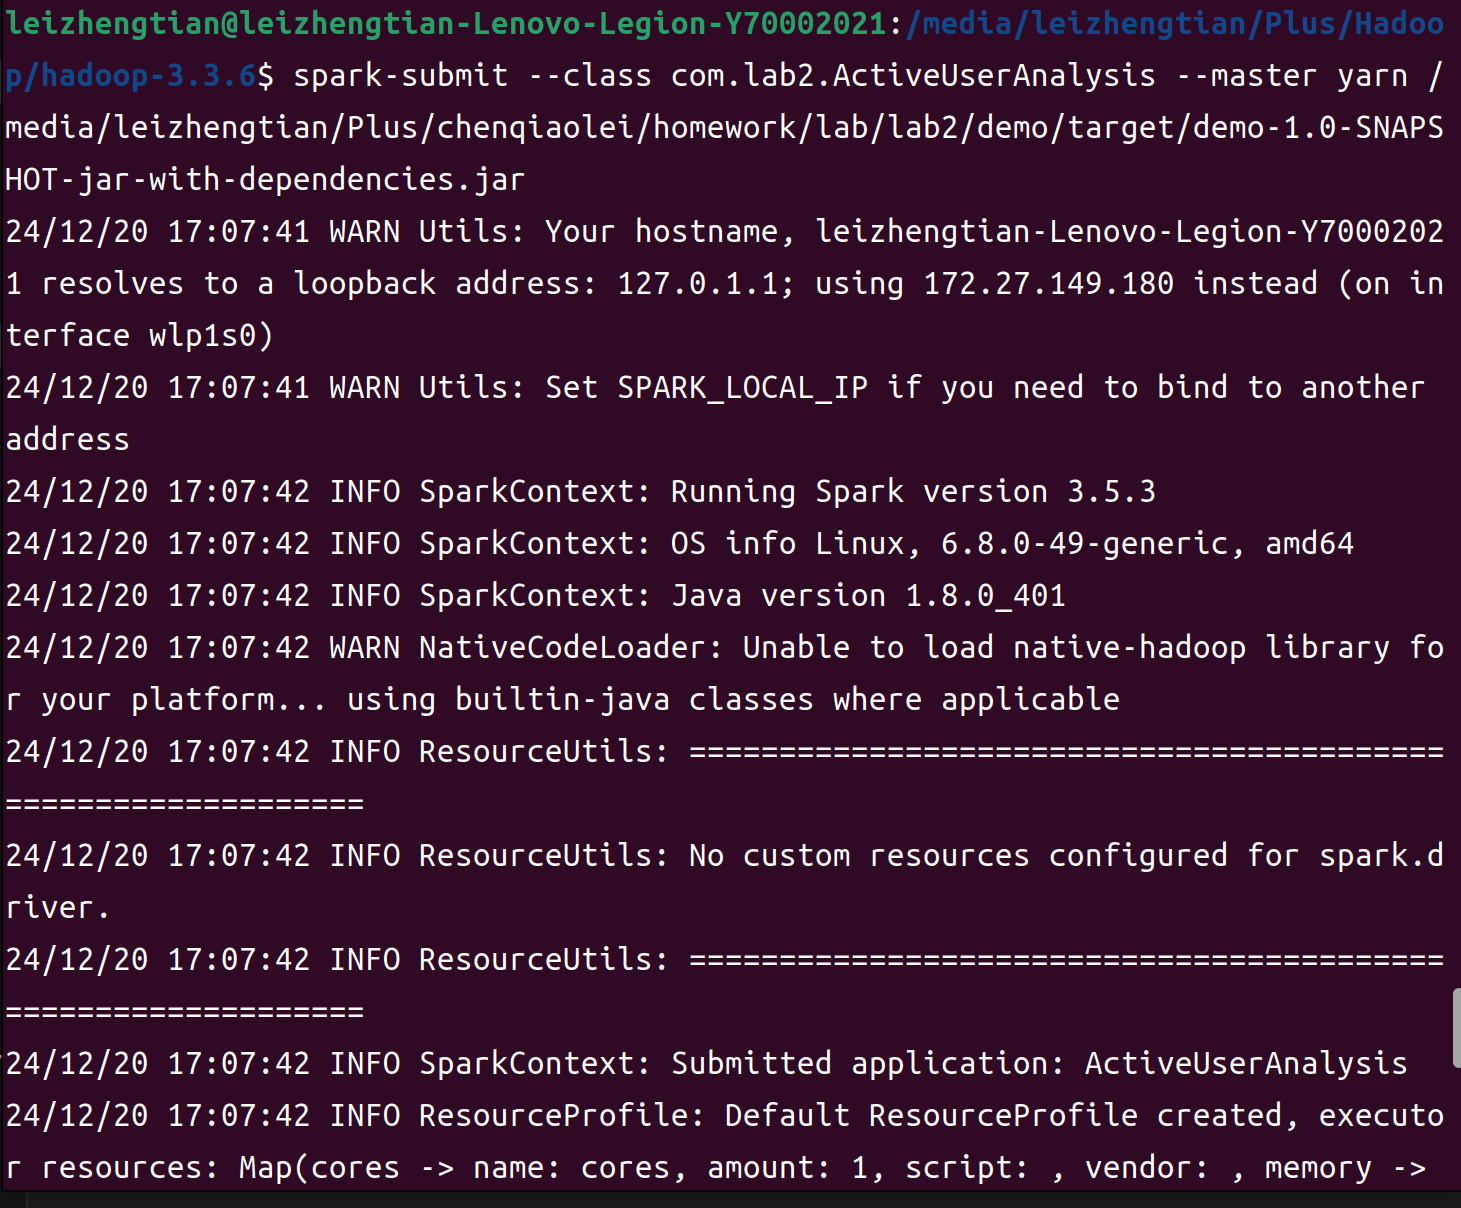 leizhengtian@leizhengtian-Lenovo-Legion-Y70002021:/media/leizhengtian/Plus/Hadoo
p/hadoop-3.3.6$ spark-submit --class com.lab2.ActiveUserAnalysis --master yarn /
media/leizhengtian/Plus/chenqiaolei/homework/lab/lab2/demo/target/demo-1.0-SNAPS
HOT-jar-with-dependencies.jar
24/12/20 17:07:41 WARN Utils: Your hostname, leizhengtian-Lenovo-Legion-Y7000202
1 resolves to a loopback address: 127.0.1.1; using 172.27.149.180 instead (on in
terface wlp1s0)
24/12/20 17:07:41 WARN Utils: Set SPARK_LOCAL_IP if you need to bind to another
address
24/12/20 17:07:42 INFO SparkContext: Running Spark version 3.5.3
24/12/20 17:07:42 INFO SparkContext: OS info Linux, 6.8.0-49-generic, amd64
24/12/20 17:07:42 INFO SparkContext: Java version 1.8.0_401
24/12/20 17:07:42 WARN NativeCodeLoader: Unable to load native-hadoop library fo
r your platform... using builtin-java classes where applicable
24/12/20 17:07:42 INFO ResourceUtils: ==========================================
====================
24/12/20 17:07:42 INFO ResourceUtils: No custom resources configured for spark.d
river.
24/12/20 17:07:42 INFO ResourceUtils: ==========================================
====================
24/12/20 17:07:42 INFO SparkContext: Submitted application: ActiveUserAnalysis
24/12/20 17:07:42 INFO ResourceProfile: Default ResourceProfile created, executo
r resources: Map(cores -> name: cores, amount: 1, script: , vendor: , memory ->